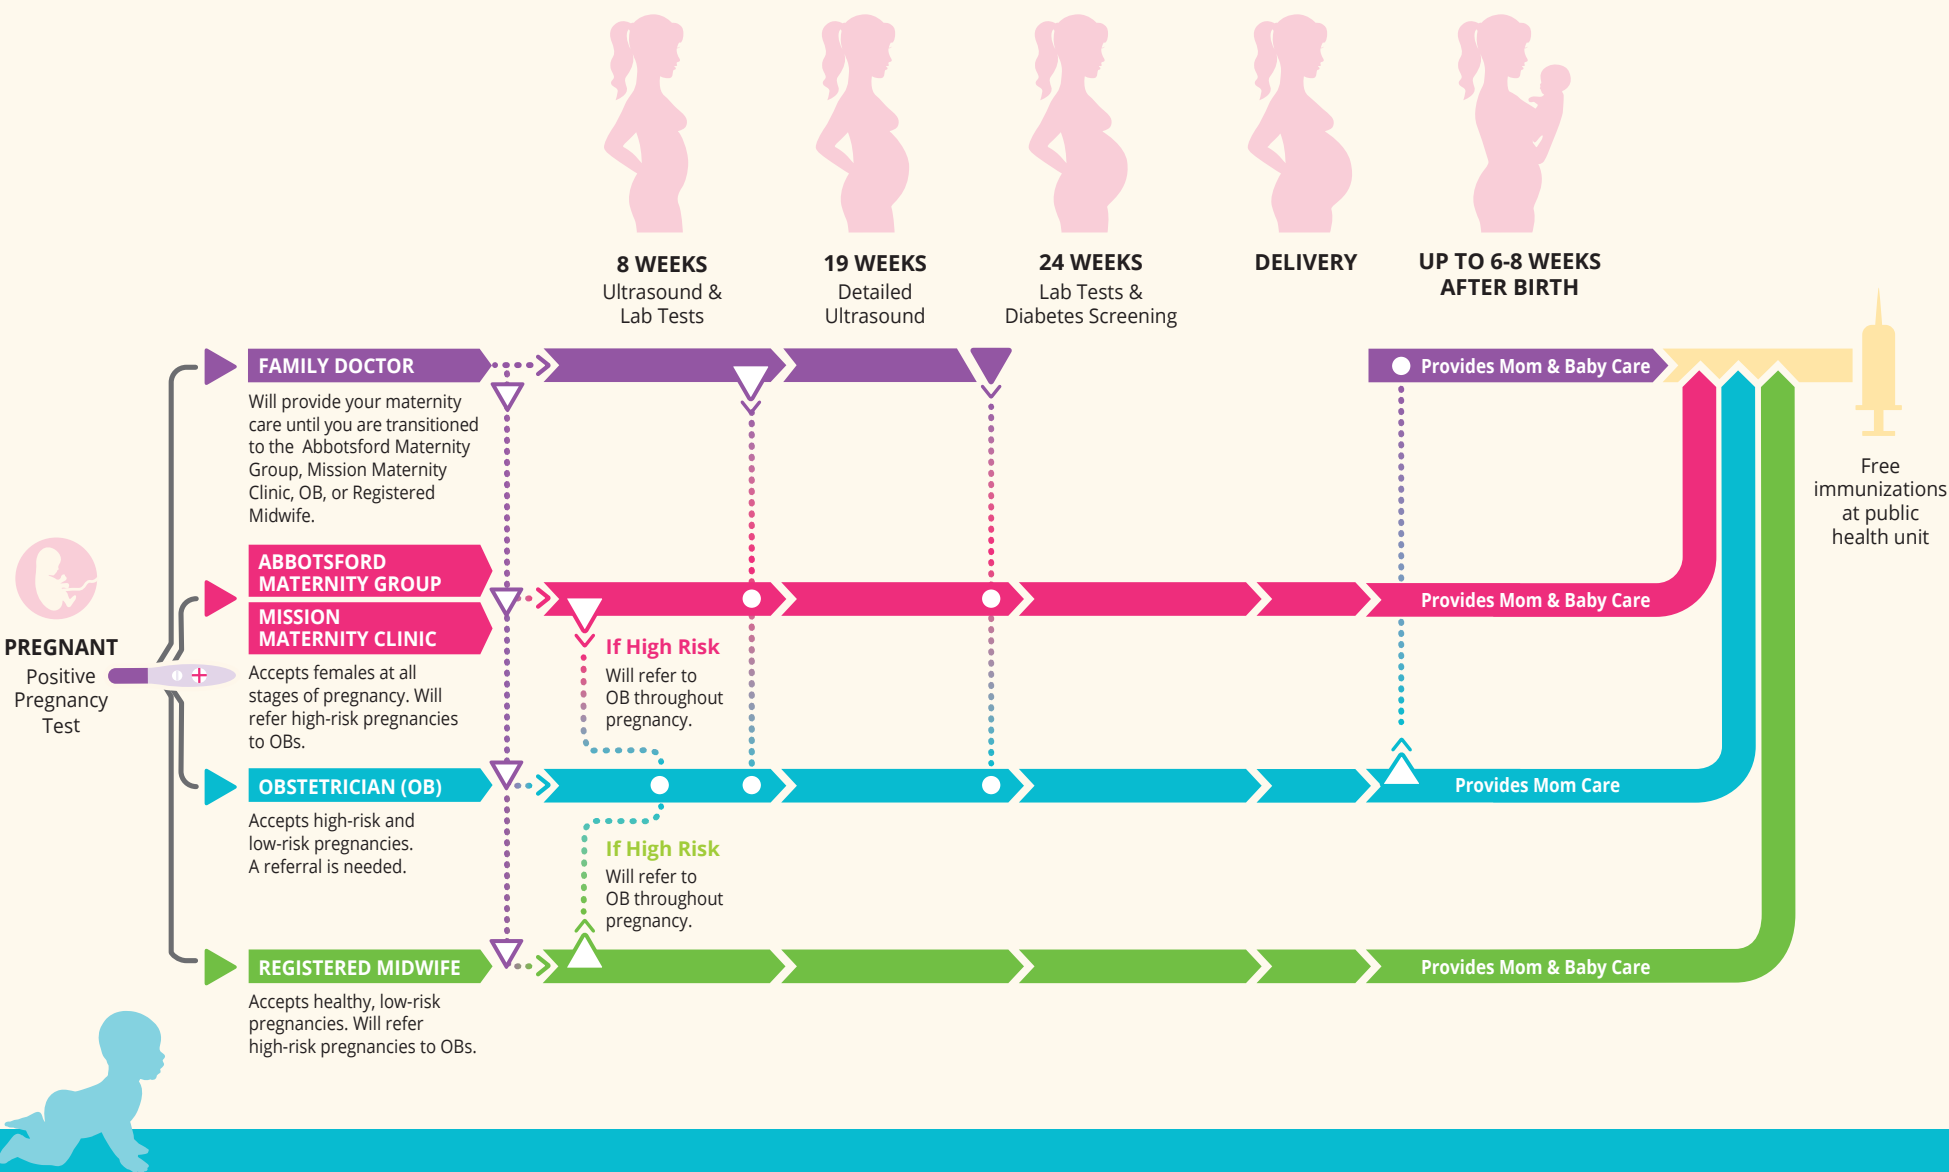 8 WEEKS
Ultrasound &
Lab Tests
19 WEEKS
Detailed
Ultrasound
24 WEEKS
Lab Tests &
Diabetes Screening
DELIVERY
UP TO 6-8 WEEKS
AFTER BIRTH
PREGNANT
Positive
Pregnancy
Test
FAMILY DOCTOR
Will provide your maternity
care until you are transitioned
to the Abbotsford Maternity
Group, Mission Maternity
Clinic, OB, or Registered
Midwife.
Provides Mom & Baby Care
Free
immunizations
at public
health unit
ABBOTSFORD
MATERNITY GROUP
MISSION
MATERNITY CLINIC
Accepts females at all
stages of pregnancy. Will
refer high-risk pregnancies
to OBs.
If High Risk
Will refer to
OB throughout
pregnancy.
Provides Mom & Baby Care
OBSTETRICIAN (OB)
Accepts high-risk and
low-risk pregnancies.
A referral is needed.
Provides Mom Care
If High Risk
Will refer to
OB throughout
pregnancy.
REGISTERED MIDWIFE
Accepts healthy, low-risk
pregnancies. Will refer
high-risk pregnancies to OBs.
Provides Mom & Baby Care